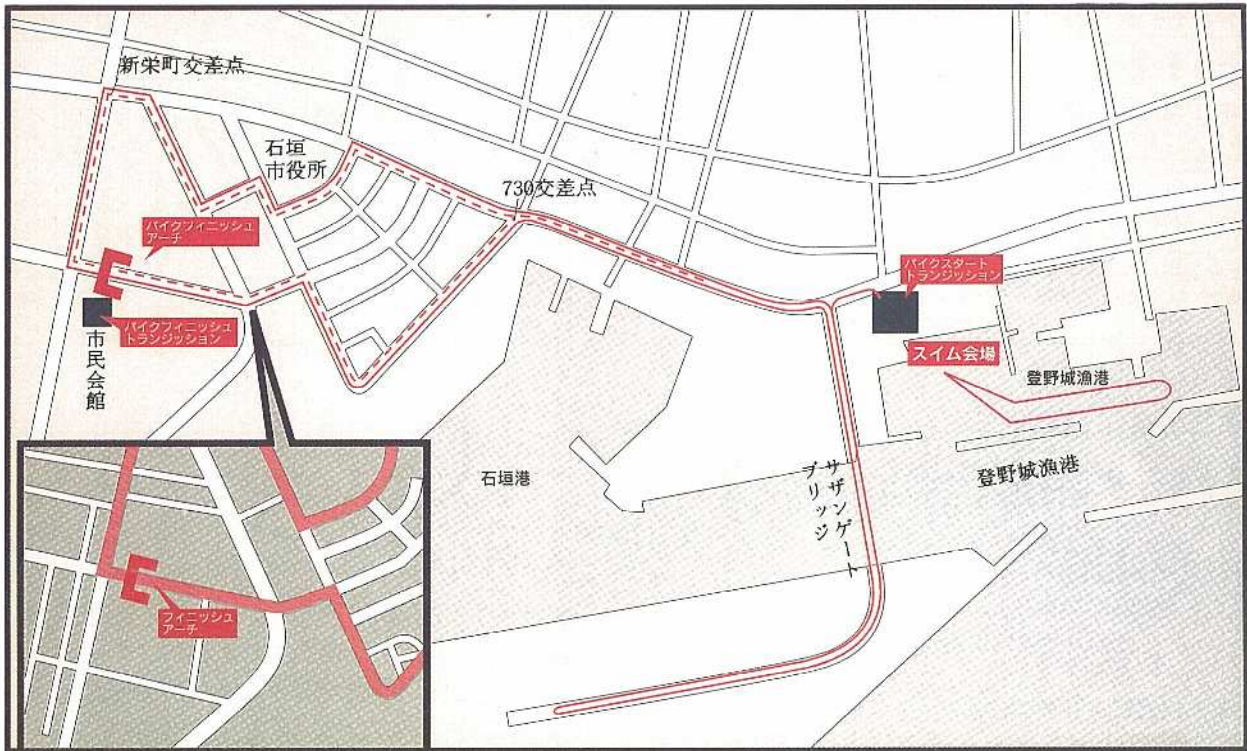 新栄町交差点
石垣
市役所
730交差点
バイクフィニッシュ
アーチ
バイクスタート
トランジッション
バイクフィニッシュ
トランジッション
市民会館
スイム会場
登野城漁港
石垣港
サザンゲート
ブリッジ
登野城漁港
フィニッシュ
アーチ